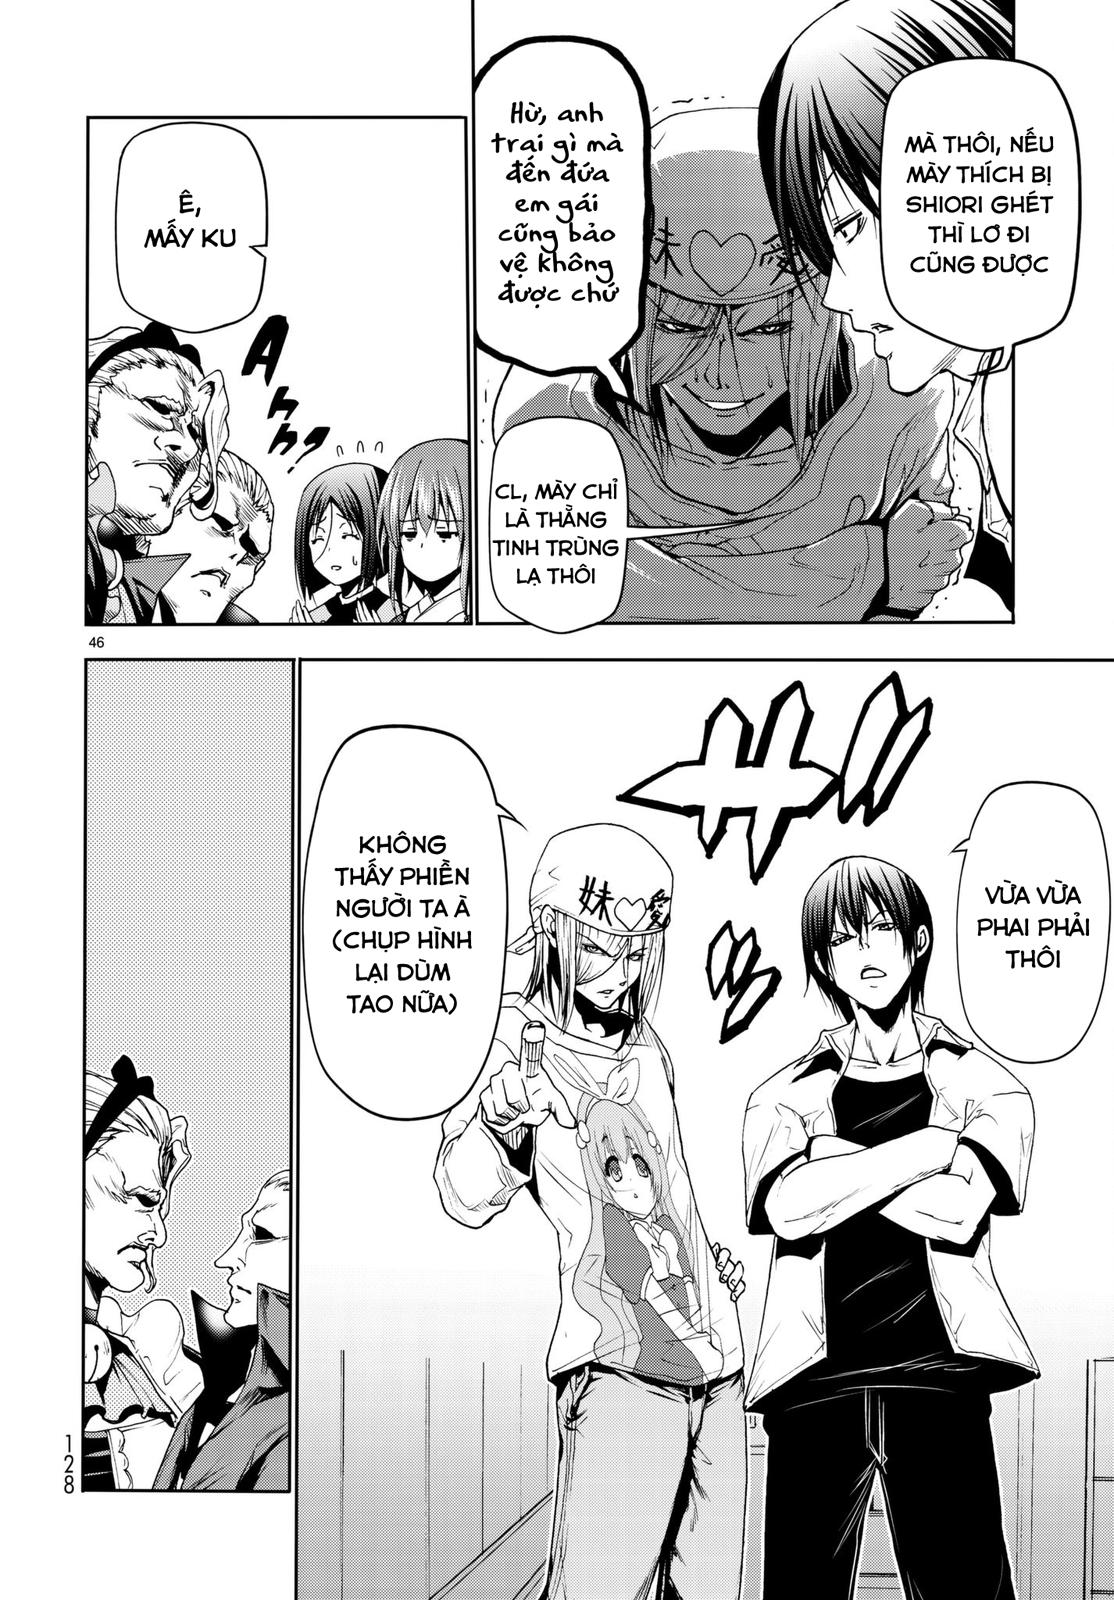 MÀ THÔI, NẾU
MÀY THÍCH BỊ
SHIORI GHÉT
THÌ LƠ ĐI
CŨNG ĐƯỢC
Hừ, anh
trai gì mà
đến đứa
em gái
cũng bảo
vệ không
được chứ
妹♡愛
CL, MÀY CHỈ
LÀ THẰNG
TINH TRÙNG
LẠ THÔI
Ê,
MẤY KU
46
ザッ
VỪA VỪA
PHAI PHẢI
THÔI
KHÔNG
THẤY PHIỀN
NGƯỜI TA À
(CHỤP HÌNH
LẠI DÙM
TAO NỮA)
妹♡愛
128